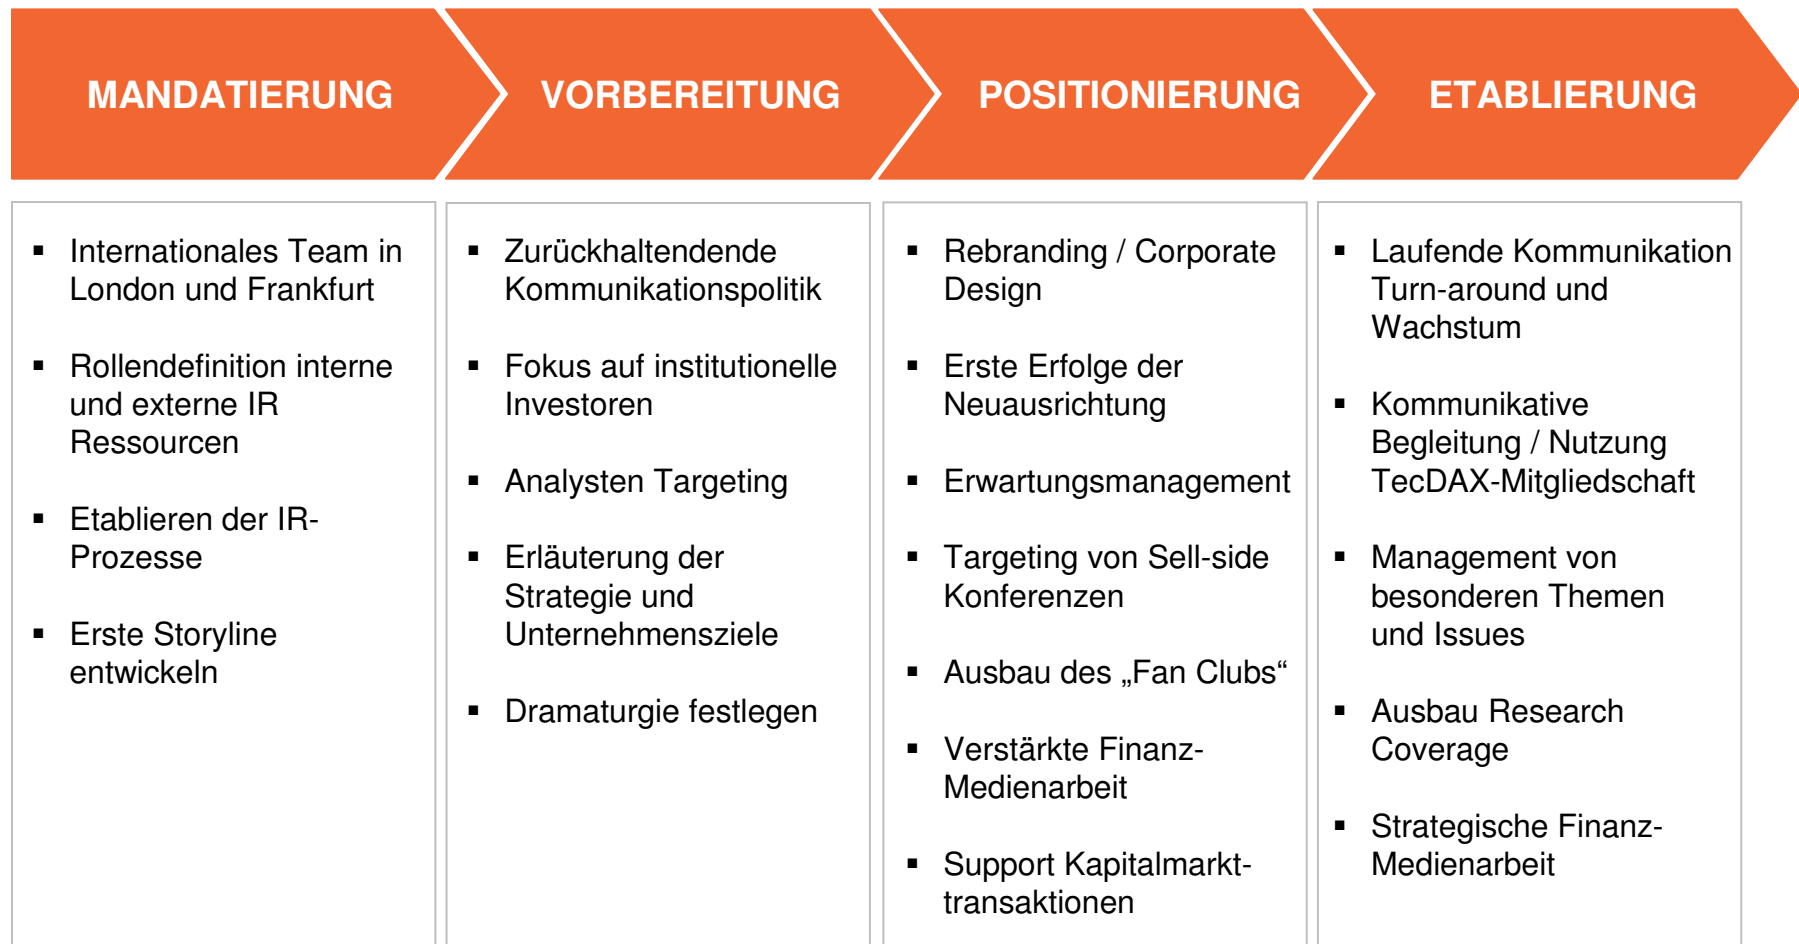 MANDATIERUNG
VORBEREITUNG
POSITIONIERUNG
ETABLIERUNG
▪ Internationales Team in
London und Frankfurt
▪ Rollendefinition interne
und externe IR
Ressourcen
▪ Etablieren der IR-
Prozesse
▪ Erste Storyline
entwickeln
▪ Zurückhaltendende
Kommunikationspolitik
▪ Fokus auf institutionelle
Investoren
▪ Analysten Targeting
▪ Erläuterung der
Strategie und
Unternehmensziele
▪ Dramaturgie festlegen
▪ Rebranding / Corporate
Design
▪ Erste Erfolge der
Neuausrichtung
▪ Erwartungsmanagement
▪ Targeting von Sell-side
Konferenzen
▪ Ausbau des „Fan Clubs“
▪ Verstärkte Finanz-
Medienarbeit
▪ Support Kapitalmarkt-
transaktionen
▪ Laufende Kommunikation
Turn-around und
Wachstum
▪ Kommunikative
Begleitung / Nutzung
TecDAX-Mitgliedschaft
▪ Management von
besonderen Themen
und Issues
▪ Ausbau Research
Coverage
▪ Strategische Finanz-
Medienarbeit